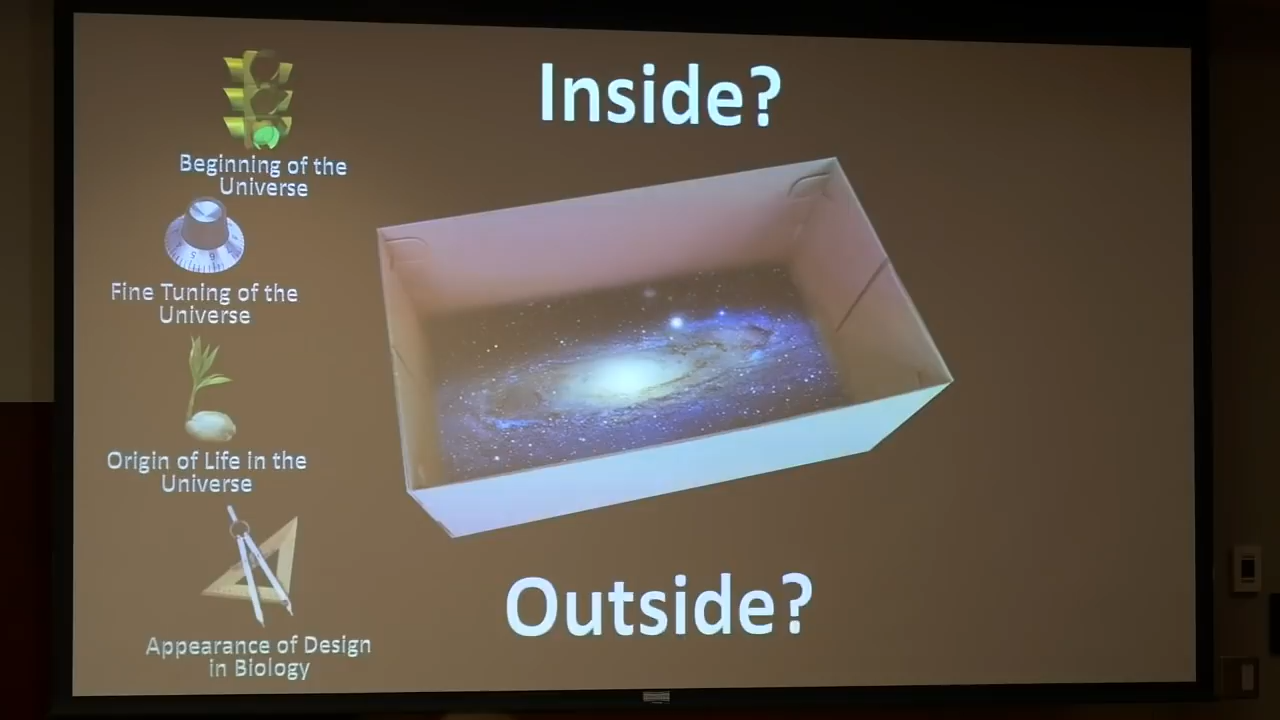 Inside?
Beginning of the
Universe
Fine Tuning of the
Universe
Origin of Life in the
Universe
Appearance of Design
in Biology
Outside?